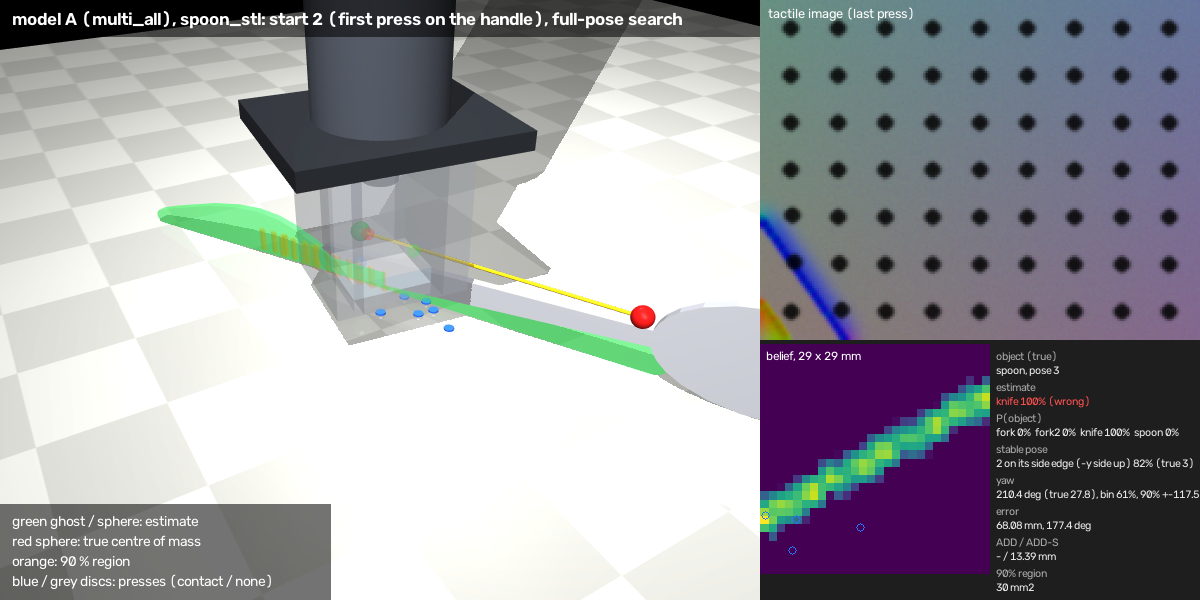 model A (multi_all), spoon_stl: start 2 (first press on the handle), full-pose search
tactile image (last press)
belief, 29 x 29 mm
object (true)
spoon, pose 3
estimate
knife 100% (wrong)
P(object)
fork 0% fork2 0% knife 100% spoon 0%
stable pose
2 on its side edge (-y side up) 82% (true 3)
yaw
210.4 deg (true 27.8), bin 61%, 90% +-117.5
error
68.08 mm, 177.4 deg
ADD / ADD-S
- / 13.39 mm
90% region
30 mm2
green ghost / sphere: estimate
red sphere: true centre of mass
orange: 90 % region
blue / grey discs: presses (contact / none)